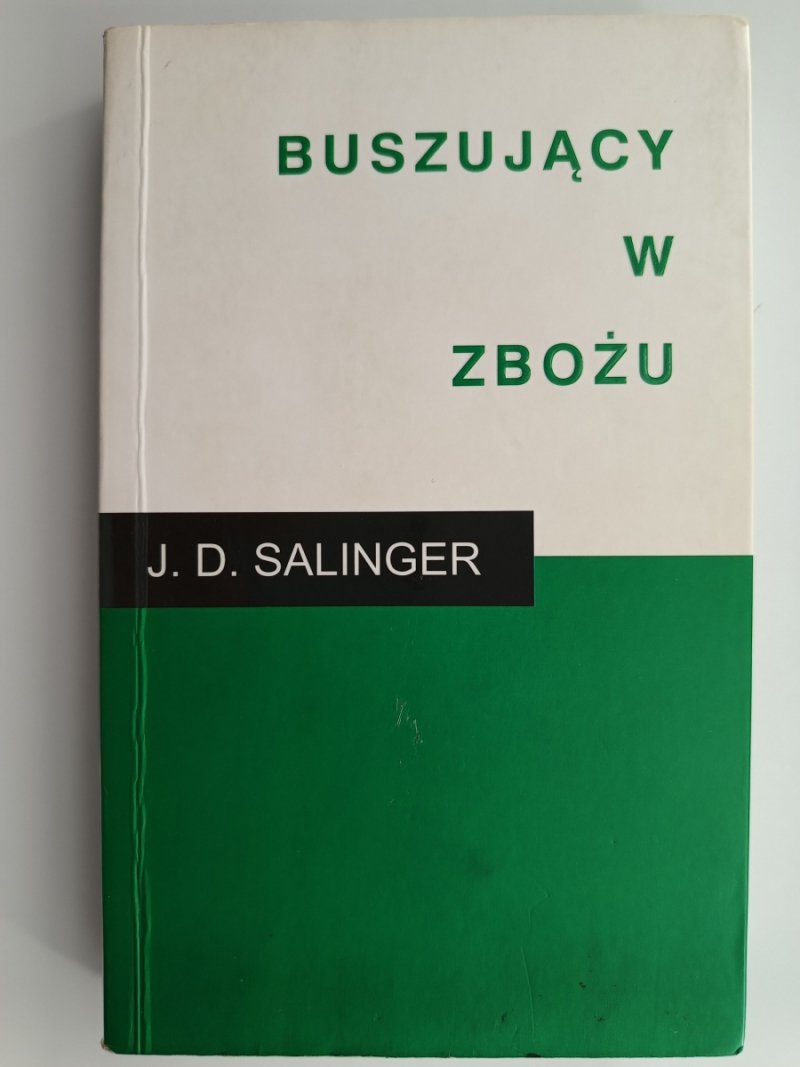 BUSZUJĄCY
W
ZBOŻU
J. D. SALINGER